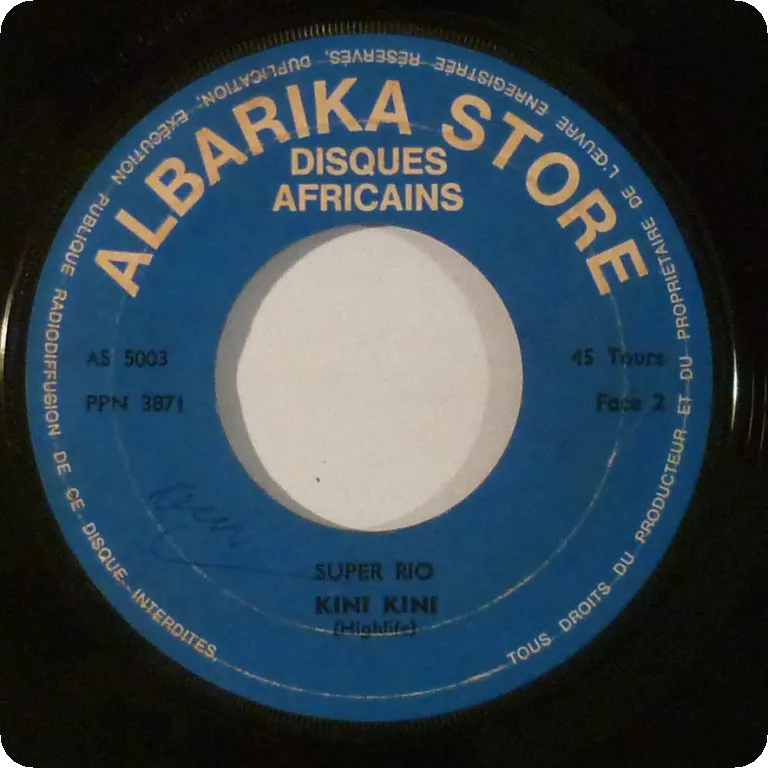 ALBARIKA STORE
DISQUES
AFRICAINS
AS 5003
PPN 3871
45 Tours
Face 2
SUPER RIO
KINI KINI
(Highlife)
TOUS DROITS DU PRODUCTEUR ET DU PROPRIÉTAIRE DE L'ŒUVRE ENREGISTRÉE RÉSERVÉS, DUPLICATION, EXÉCUTION PUBLIQUE RADIODIFFUSION DE CE DISQUE INTERDITES,